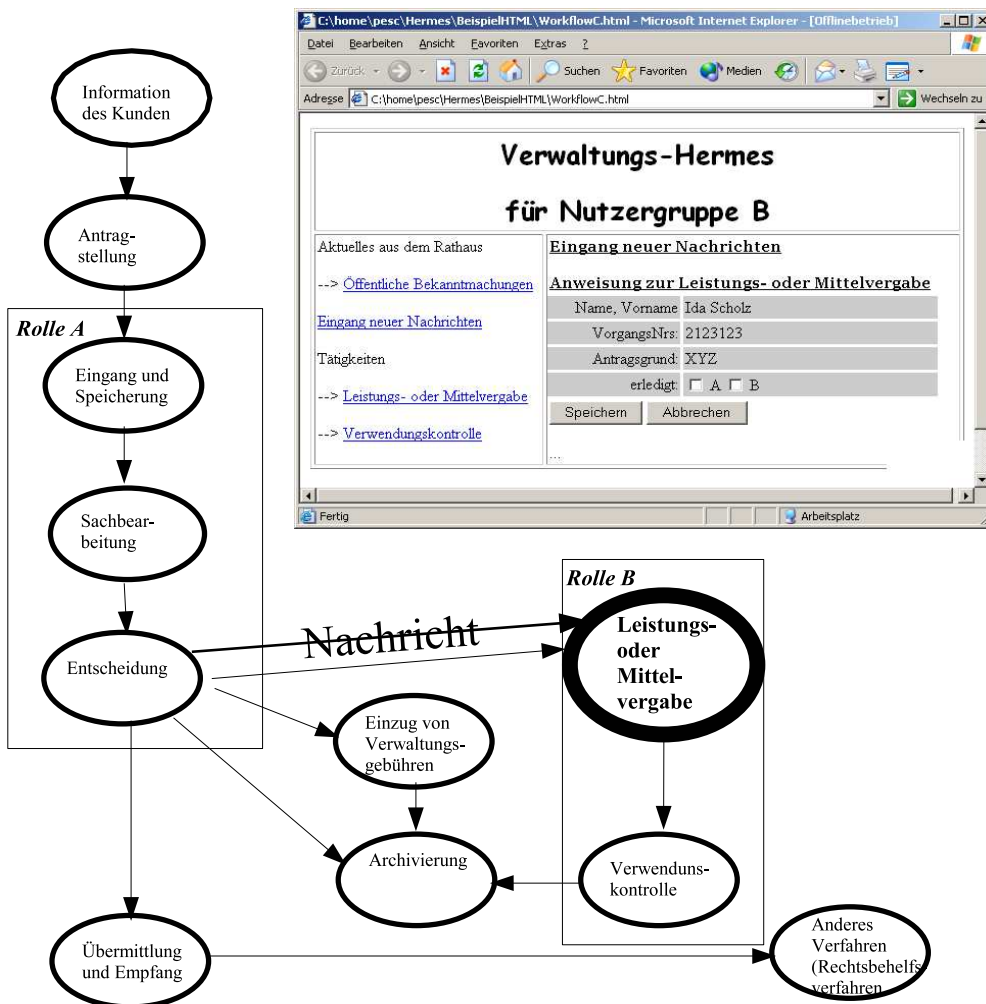 C:\home\pesc\Hermes\BeispielHTML\WorkflowC.html - Microsoft Internet Explorer - [Offlinebetrieb]
Datei Bearbeiten Ansicht Favoriten Extras ?
Zurück Suchen Favoriten Medien
Adresse C:\home\pesc\Hermes\BeispielHTML\WorkflowC.html Wechseln zu
Verwaltungs-Hermes
für Nutzergruppe B
Aktuelles aus dem Rathaus
--> Öffentliche Bekanntmachungen
Eingang neuer Nachrichten
Tätigkeiten
--> Leistungs- oder Mittelvergabe
--> Verwendungskontrolle
Eingang neuer Nachrichten
Anweisung zur Leistungs- oder Mittelvergabe
Name, Vorname Ida Scholz
VorgangsNrs: 2123123
Antragsgrund: XYZ
erledigt: A B
Speichern Abbrechen
...
Fertig Arbeitsplatz
Information
des Kunden
Antrag-
stellung
Rolle A
Eingang und
Speicherung
Sachbear-
beitung
Entscheidung
Nachricht
Rolle B
Leistungs-
oder
Mittel-
vergabe
Einzug von
Verwaltungs-
gebühren
Archivierung
Verwenduns-
kontrolle
Übermittlung
und Empfang
Anderes
Verfahren
(Rechtsbehelfs
verfahren